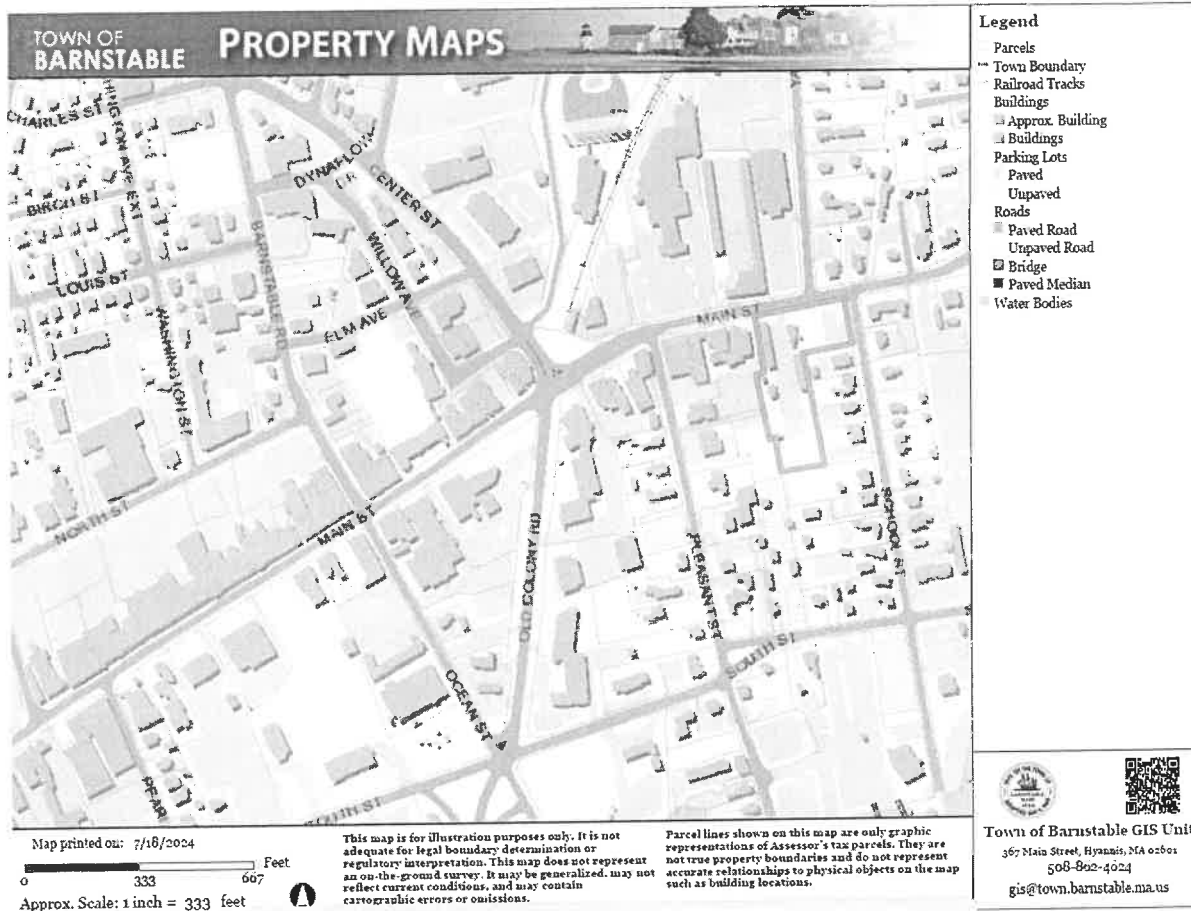 TOWN OF
BARNSTABLE
PROPERTY MAPS
CHARLES ST
BIRCH ST
LOUIS ST
WASHINGTON ST
BARNSTABLE RD
DYNAFLOW
DR
CENTER ST
WILLOW AVE
ELM AVE
MAIN ST
NORTH ST
MAIN ST
OLD COLONY RD
PLEASANT ST
SCHOOL ST
SOUTH ST
OCEAN ST
PEARL
Legend
Parcels
Town Boundary
Railroad Tracks
Buildings
Approx. Building
Buildings
Parking Lots
Paved
Unpaved
Roads
Paved Road
Unpaved Road
Bridge
Paved Median
Water Bodies
Map printed on: 7/18/2024
Feet
0 333 667
Approx. Scale: 1 inch = 333 feet
This map is for illustration purposes only. It is not
adequate for legal boundary determination or
regulatory interpretation. This map does not represent
an on-the-ground survey. It may be generalized, may not
reflect current conditions, and may contain
cartographic errors or omissions.
Parcel lines shown on this map are only graphic
representations of Assessor's tax parcels. They are
not true property boundaries and do not represent
accurate relationships to physical objects on the map
such as building locations.
Town of Barnstable GIS Unit
367 Main Street, Hyannis, MA 02601
508-862-4624
gis@town.barnstable.ma.us